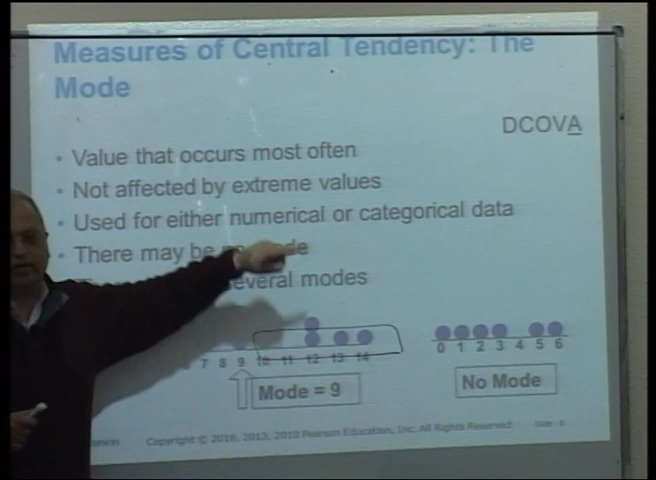 Measures of Central Tendency: The
Mode
DCOVA
• Value that occurs most often
• Not affected by extreme values
• Used for either numerical or categorical data
• There may be
several modes
7 8 9 10 11 12 13 14
0 1 2 3 4 5 6
Mode = 9
No Mode
Copyright © 2016, 2013, 2010 Pearson Education, Inc. All Rights Reserved